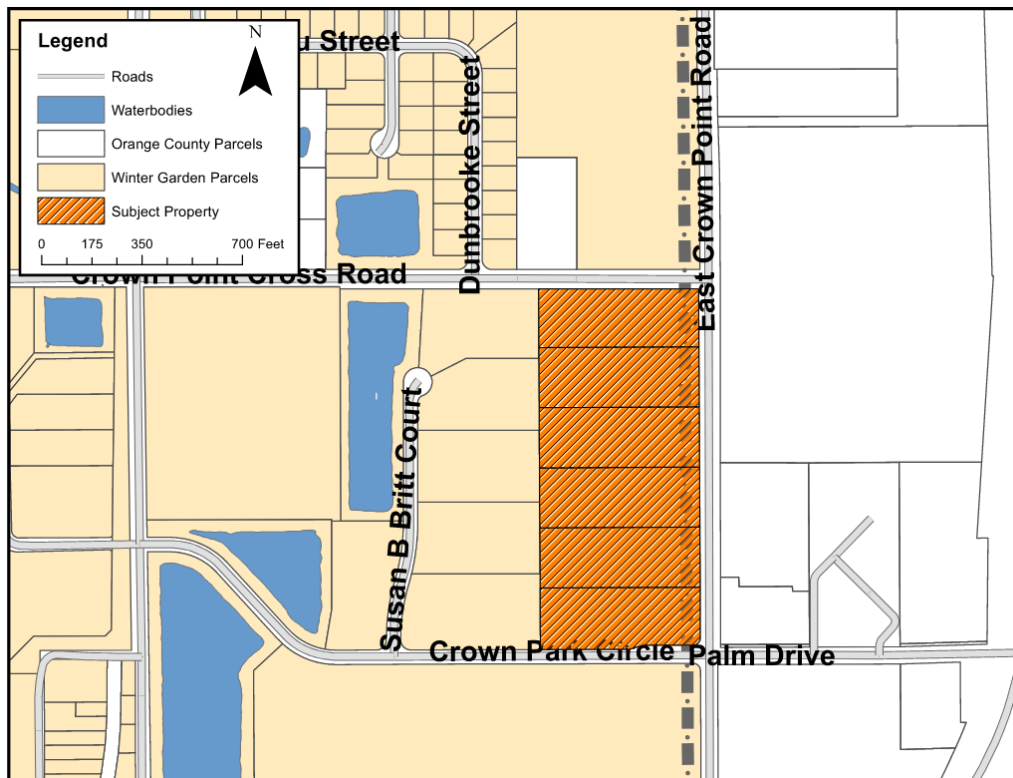 Legend
N
Roads
Waterbodies
Orange County Parcels
Winter Garden Parcels
Subject Property
0 175 350 700 Feet
Street
Dunbrooke Street
East Crown Point Road
Crown Point Cross Road
Susan B Britt Court
Crown Park Circle
Palm Drive